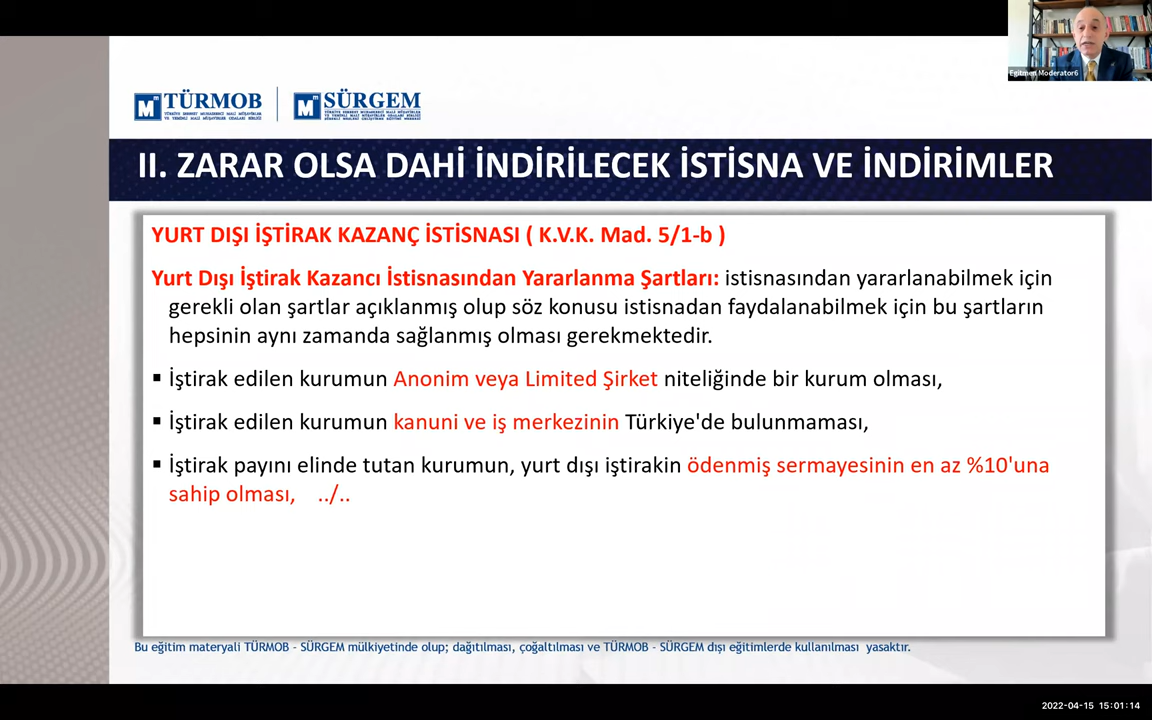 Eğitmen Moderator6
TÜRMOB
SÜRGEM
II. ZARAR OLSA DAHİ İNDİRİLECEK İSTİSNA VE İNDİRİMLER
YURT DIŞI İŞTİRAK KAZANÇ İSTİSNASI ( K.V.K. Mad. 5/1-b )
Yurt Dışı İştirak Kazancı İstisnasından Yararlanma Şartları: istisnasından yararlanabilmek için
gerekli olan şartlar açıklanmış olup söz konusu istisnadan faydalanabilmek için bu şartların
hepsinin aynı zamanda sağlanmış olması gerekmektedir.
▪ İştirak edilen kurumun Anonim veya Limited Şirket niteliğinde bir kurum olması,
▪ İştirak edilen kurumun kanuni ve iş merkezinin Türkiye'de bulunmaması,
▪ İştirak payını elinde tutan kurumun, yurt dışı iştirakin ödenmiş sermayesinin en az %10'una
sahip olması, ../..
Bu eğitim materyali TÜRMOB - SÜRGEM mülkiyetinde olup; dağıtılması, çoğaltılması ve TÜRMOB - SÜRGEM dışı eğitimlerde kullanılması yasaktır.
2022-04-15 15:01:14